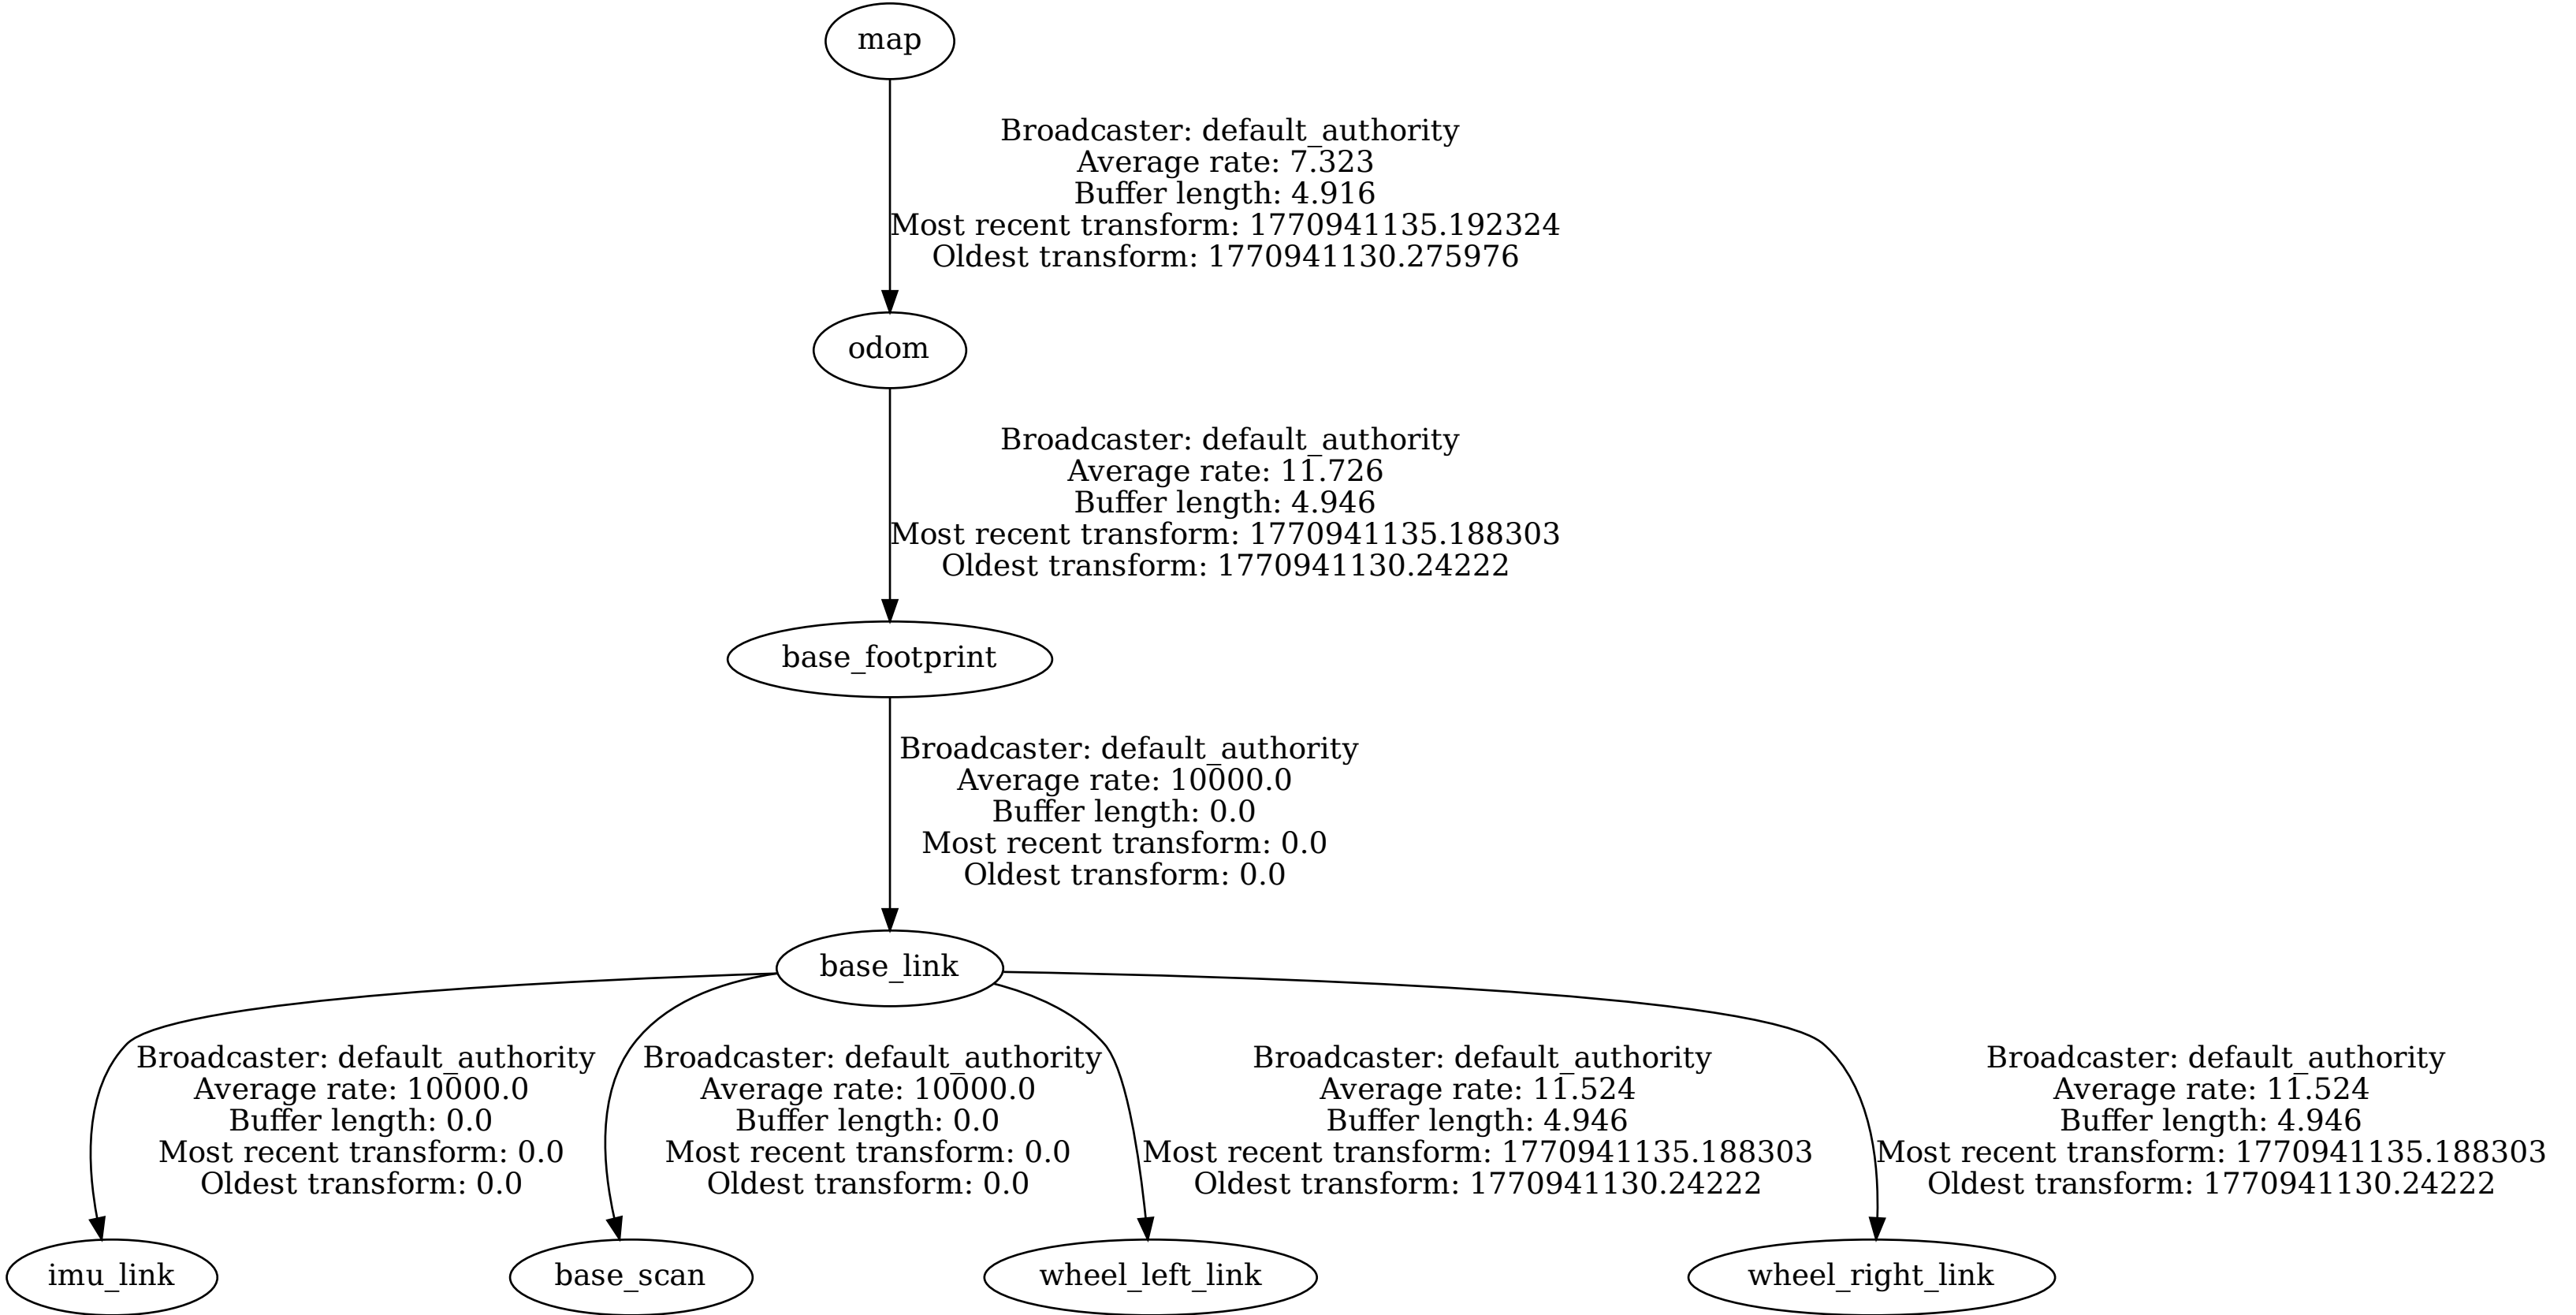 map
Broadcaster: default_authority
Average rate: 7.323
Buffer length: 4.916
Most recent transform: 1770941135.192324
Oldest transform: 1770941130.275976
odom
Broadcaster: default_authority
Average rate: 11.726
Buffer length: 4.946
Most recent transform: 1770941135.188303
Oldest transform: 1770941130.24222
base_footprint
Broadcaster: default_authority
Average rate: 10000.0
Buffer length: 0.0
Most recent transform: 0.0
Oldest transform: 0.0
base_link
Broadcaster: default_authority
Average rate: 10000.0
Buffer length: 0.0
Most recent transform: 0.0
Oldest transform: 0.0
Broadcaster: default_authority
Average rate: 10000.0
Buffer length: 0.0
Most recent transform: 0.0
Oldest transform: 0.0
Broadcaster: default_authority
Average rate: 11.524
Buffer length: 4.946
Most recent transform: 1770941135.188303
Oldest transform: 1770941130.24222
Broadcaster: default_authority
Average rate: 11.524
Buffer length: 4.946
Most recent transform: 1770941135.188303
Oldest transform: 1770941130.24222
imu_link
base_scan
wheel_left_link
wheel_right_link